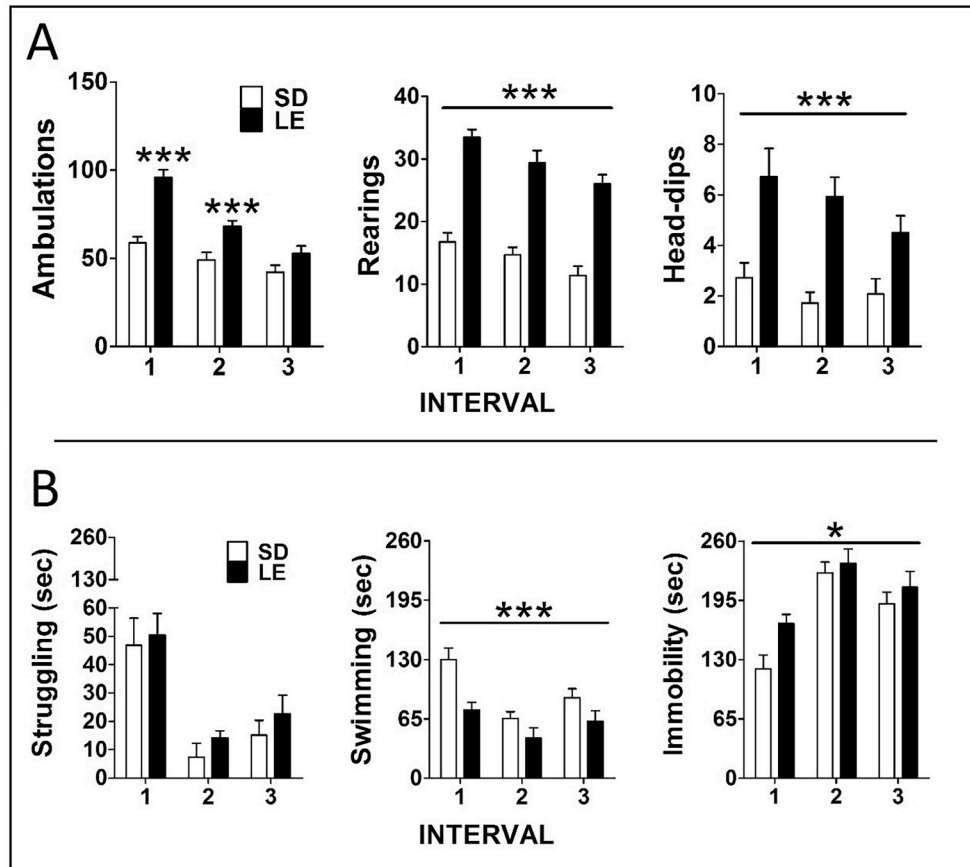 A
Ambulations
150
100
50
0
SD
LE
***
***
1 2 3
Rearings
40
30
20
10
0
***
1 2 3
Head-dips
10
8
6
4
2
0
***
1 2 3
INTERVAL
B
Struggling (sec)
260
130
60
50
40
30
20
10
0
SD
LE
1 2 3
Swimming (sec)
260
195
130
65
0
***
1 2 3
Immobility (sec)
260
195
130
65
0
*
1 2 3
INTERVAL